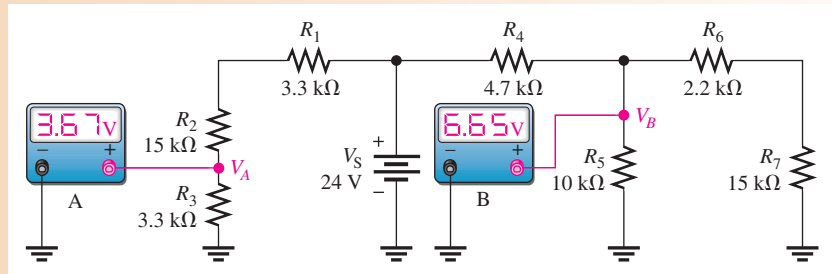 R1
3.3 kΩ
R4
4.7 kΩ
R6
2.2 kΩ
3.67V
− +
A
R2
15 kΩ
VA
R3
3.3 kΩ
+
VS
24 V
−
6.65V
− +
B
VB
R5
10 kΩ
R7
15 kΩ